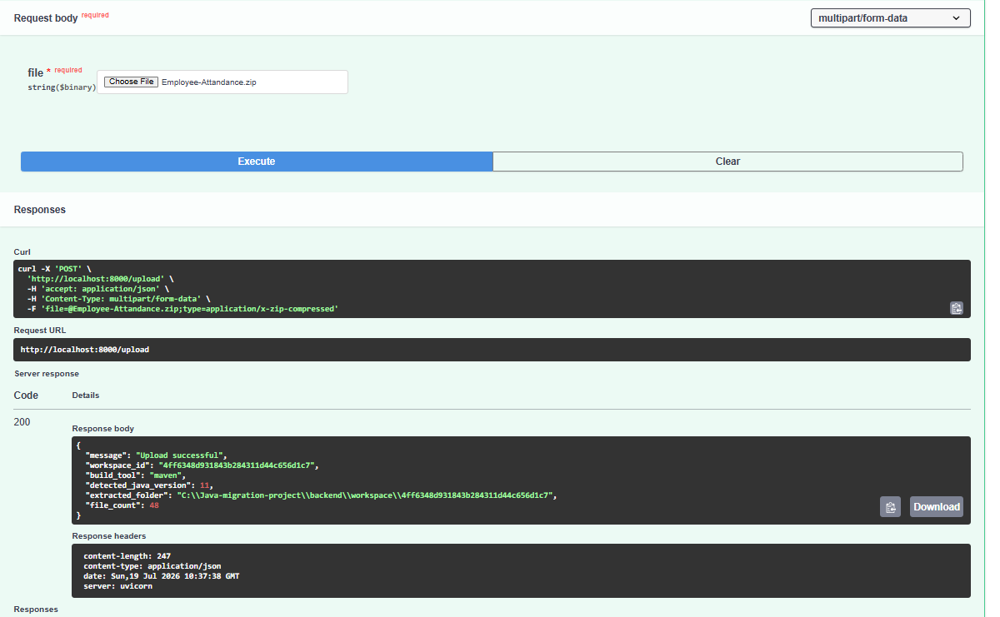 Request body required
multipart/form-data
file * required
string($binary)
Choose File Employee-Attandance.zip
Execute
Clear
Responses
Curl
curl -X 'POST' \
  'http://localhost:8000/upload' \
  -H 'accept: application/json' \
  -H 'Content-Type: multipart/form-data' \
  -F 'file=@Employee-Attandance.zip;type=application/x-zip-compressed'
Request URL
http://localhost:8000/upload
Server response
Code Details
200
Response body
{
  "message": "Upload successful",
  "workspace_id": "4ff6348d931843b284311d44c656d1c7",
  "build_tool": "maven",
  "detected_java_version": 11,
  "extracted_folder": "C:\\Java-migration-project\\backend\\workspace\\4ff6348d931843b284311d44c656d1c7",
  "file_count": 48
}
Download
Response headers
content-length: 247
content-type: application/json
date: Sun,19 Jul 2026 10:37:38 GMT
server: uvicorn
Responses